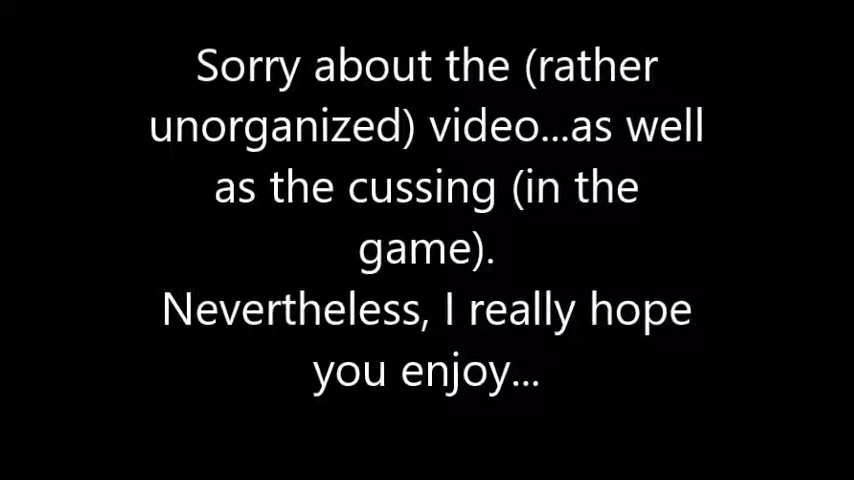 Sorry about the (rather
unorganized) video...as well
as the cussing (in the
game).
Nevertheless, I really hope
you enjoy...